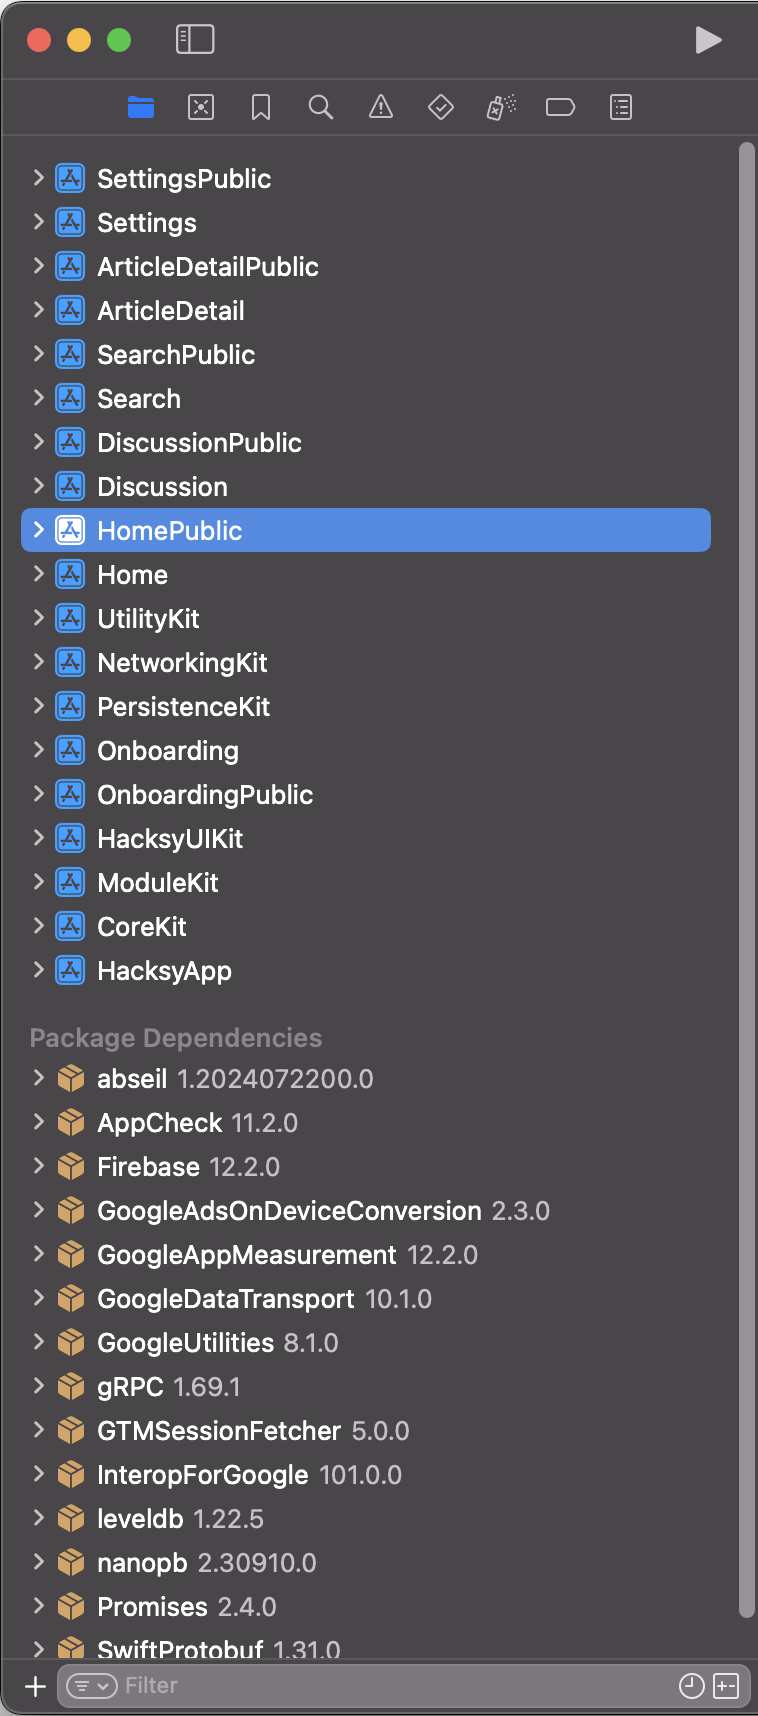 SettingsPublic
Settings
ArticleDetailPublic
ArticleDetail
SearchPublic
Search
DiscussionPublic
Discussion
HomePublic
Home
UtilityKit
NetworkingKit
PersistenceKit
Onboarding
OnboardingPublic
HacksyUIKit
ModuleKit
CoreKit
HacksyApp
Package Dependencies
abseil 1.2024072200.0
AppCheck 11.2.0
Firebase 12.2.0
GoogleAdsOnDeviceConversion 2.3.0
GoogleAppMeasurement 12.2.0
GoogleDataTransport 10.1.0
GoogleUtilities 8.1.0
gRPC 1.69.1
GTMSessionFetcher 5.0.0
InteropForGoogle 101.0.0
leveldb 1.22.5
nanopb 2.30910.0
Promises 2.4.0
SwiftProtobuf 1.31.0
Filter